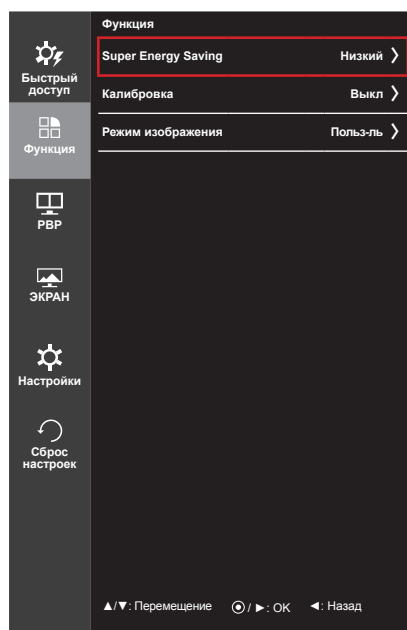 Функция
Super Energy Saving Низкий
Калибровка Выкл
Режим изображения Польз-ль
Быстрый
доступ
Функция
PBP
ЭКРАН
Настройки
Сброс
настроек
▲/▼: Перемещение ⦿ / ►: OK ◄: Назад